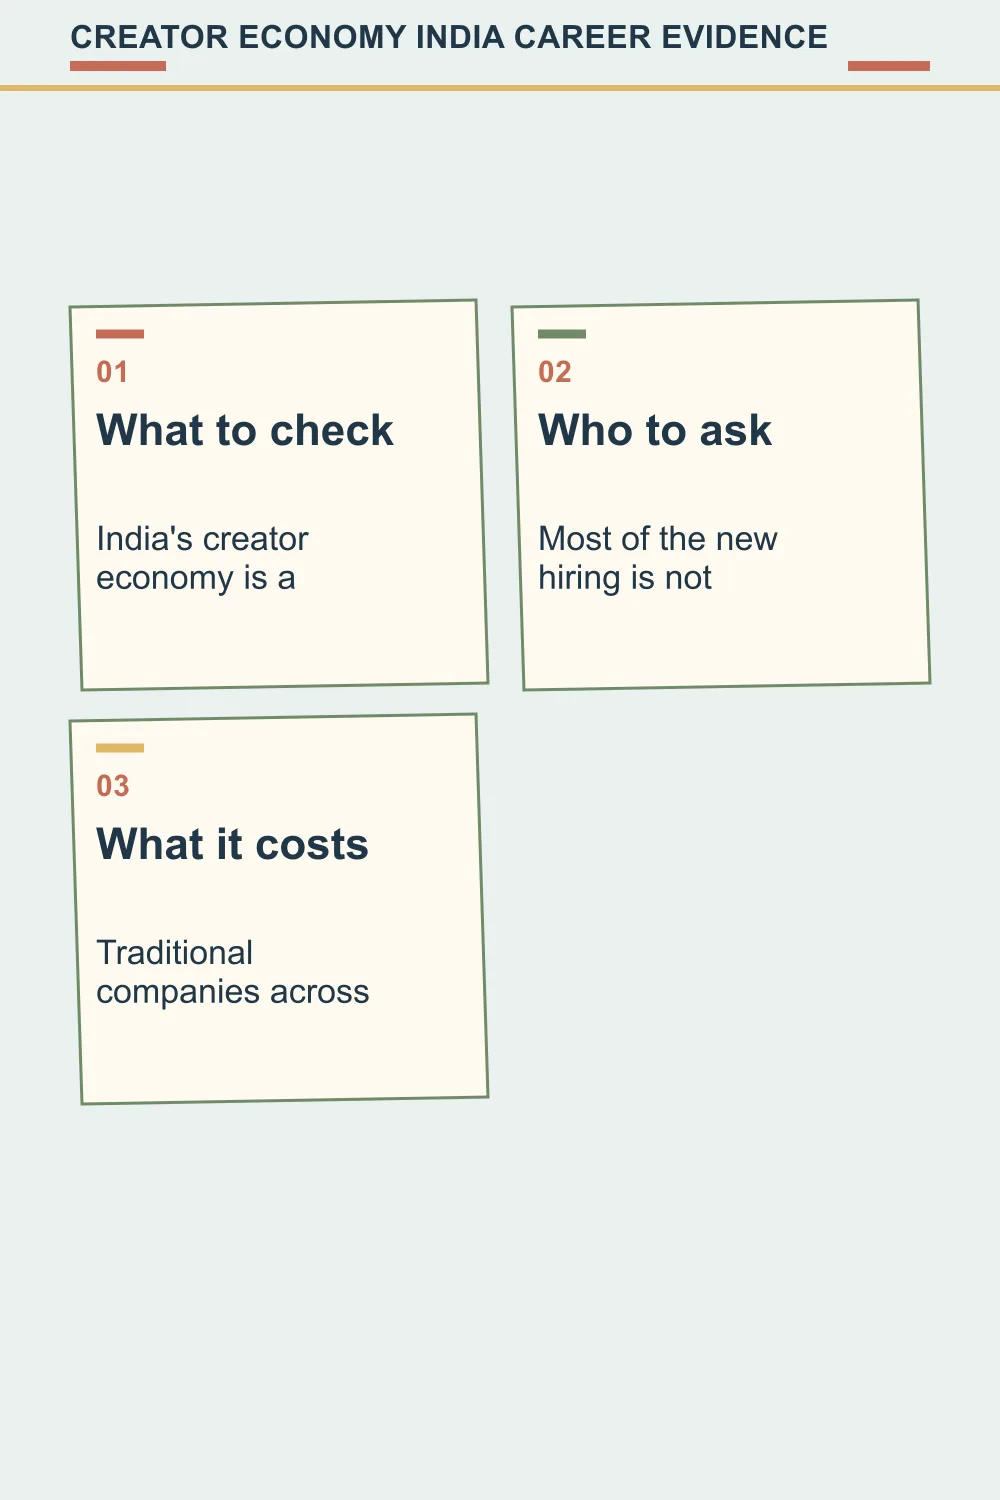 CREATOR ECONOMY INDIA CAREER EVIDENCE
01
What to check
India's creator
economy is a
02
Who to ask
Most of the new
hiring is not
03
What it costs
Traditional
companies across